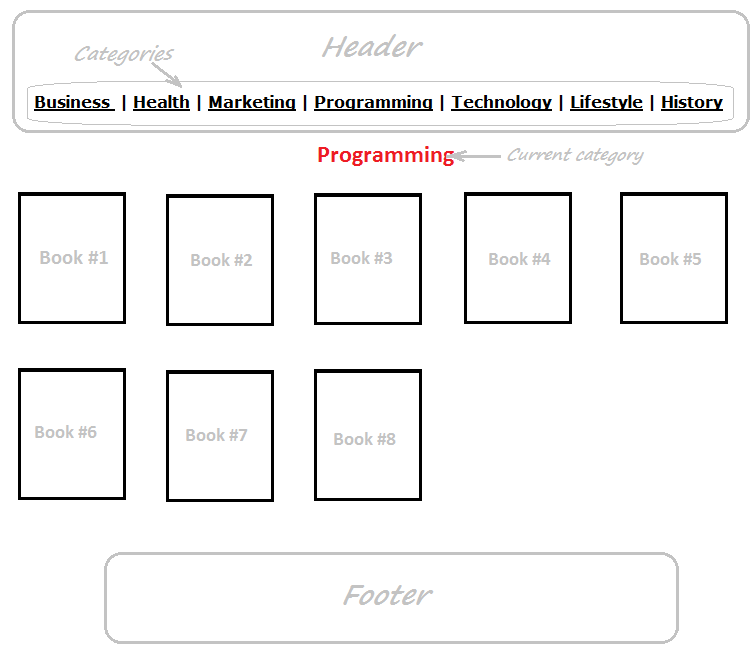 Header
Categories
Business | Health | Marketing | Programming | Technology | Lifestyle | History
Programming
Current category
Book #1 Book #2 Book #3 Book #4 Book #5
Book #6 Book #7 Book #8
Footer